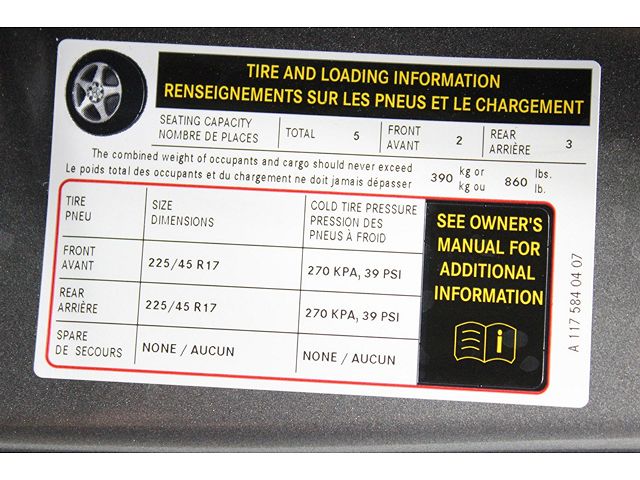 TIRE AND LOADING INFORMATION
RENSEIGNEMENTS SUR LES PNEUS ET LE CHARGEMENT
SEATING CAPACITY
NOMBRE DE PLACES
TOTAL 5
FRONT
AVANT 2
REAR
ARRIÈRE 3
The combined weight of occupants and cargo should never exceed 390 kg or 860 lbs.
Le poids total des occupants et du chargement ne doit jamais dépasser kg ou lb.
TIRE
PNEU
SIZE
DIMENSIONS
COLD TIRE PRESSURE
PRESSION DES
PNEUS À FROID
FRONT
AVANT
225/45 R17
270 KPA, 39 PSI
REAR
ARRIÈRE
225/45 R17
270 KPA, 39 PSI
SPARE
DE SECOURS
NONE / AUCUN
NONE / AUCUN
SEE OWNER'S
MANUAL FOR
ADDITIONAL
INFORMATION
i
A 117 584 04 07